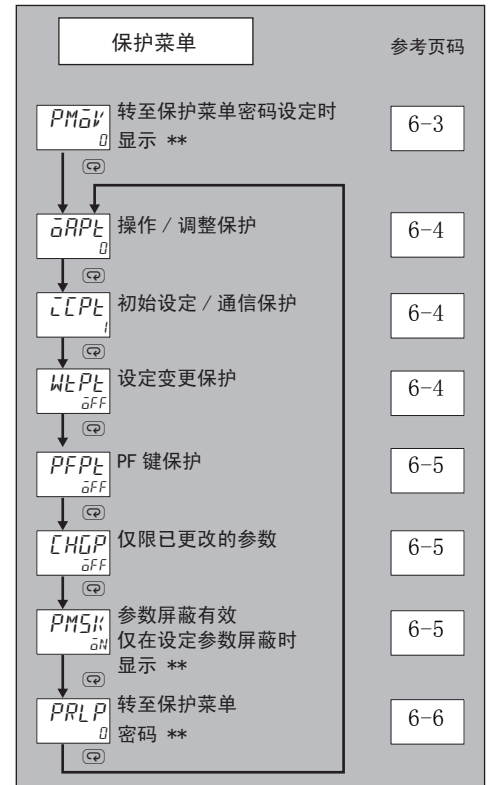 保护菜单
参考页码
PMoV
0
转至保护菜单密码设定时
显示 **
6-3
oAPt
0
操作 / 调整保护
6-4
iCPt
1
初始设定 / 通信保护
6-4
WtPt
oFF
设定变更保护
6-4
PFPt
oFF
PF 键保护
6-5
CHGP
oFF
仅限已更改的参数
6-5
PMSK
oN
参数屏蔽有效
仅在设定参数屏蔽时
显示 **
6-5
PRLP
0
转至保护菜单
密码 **
6-6